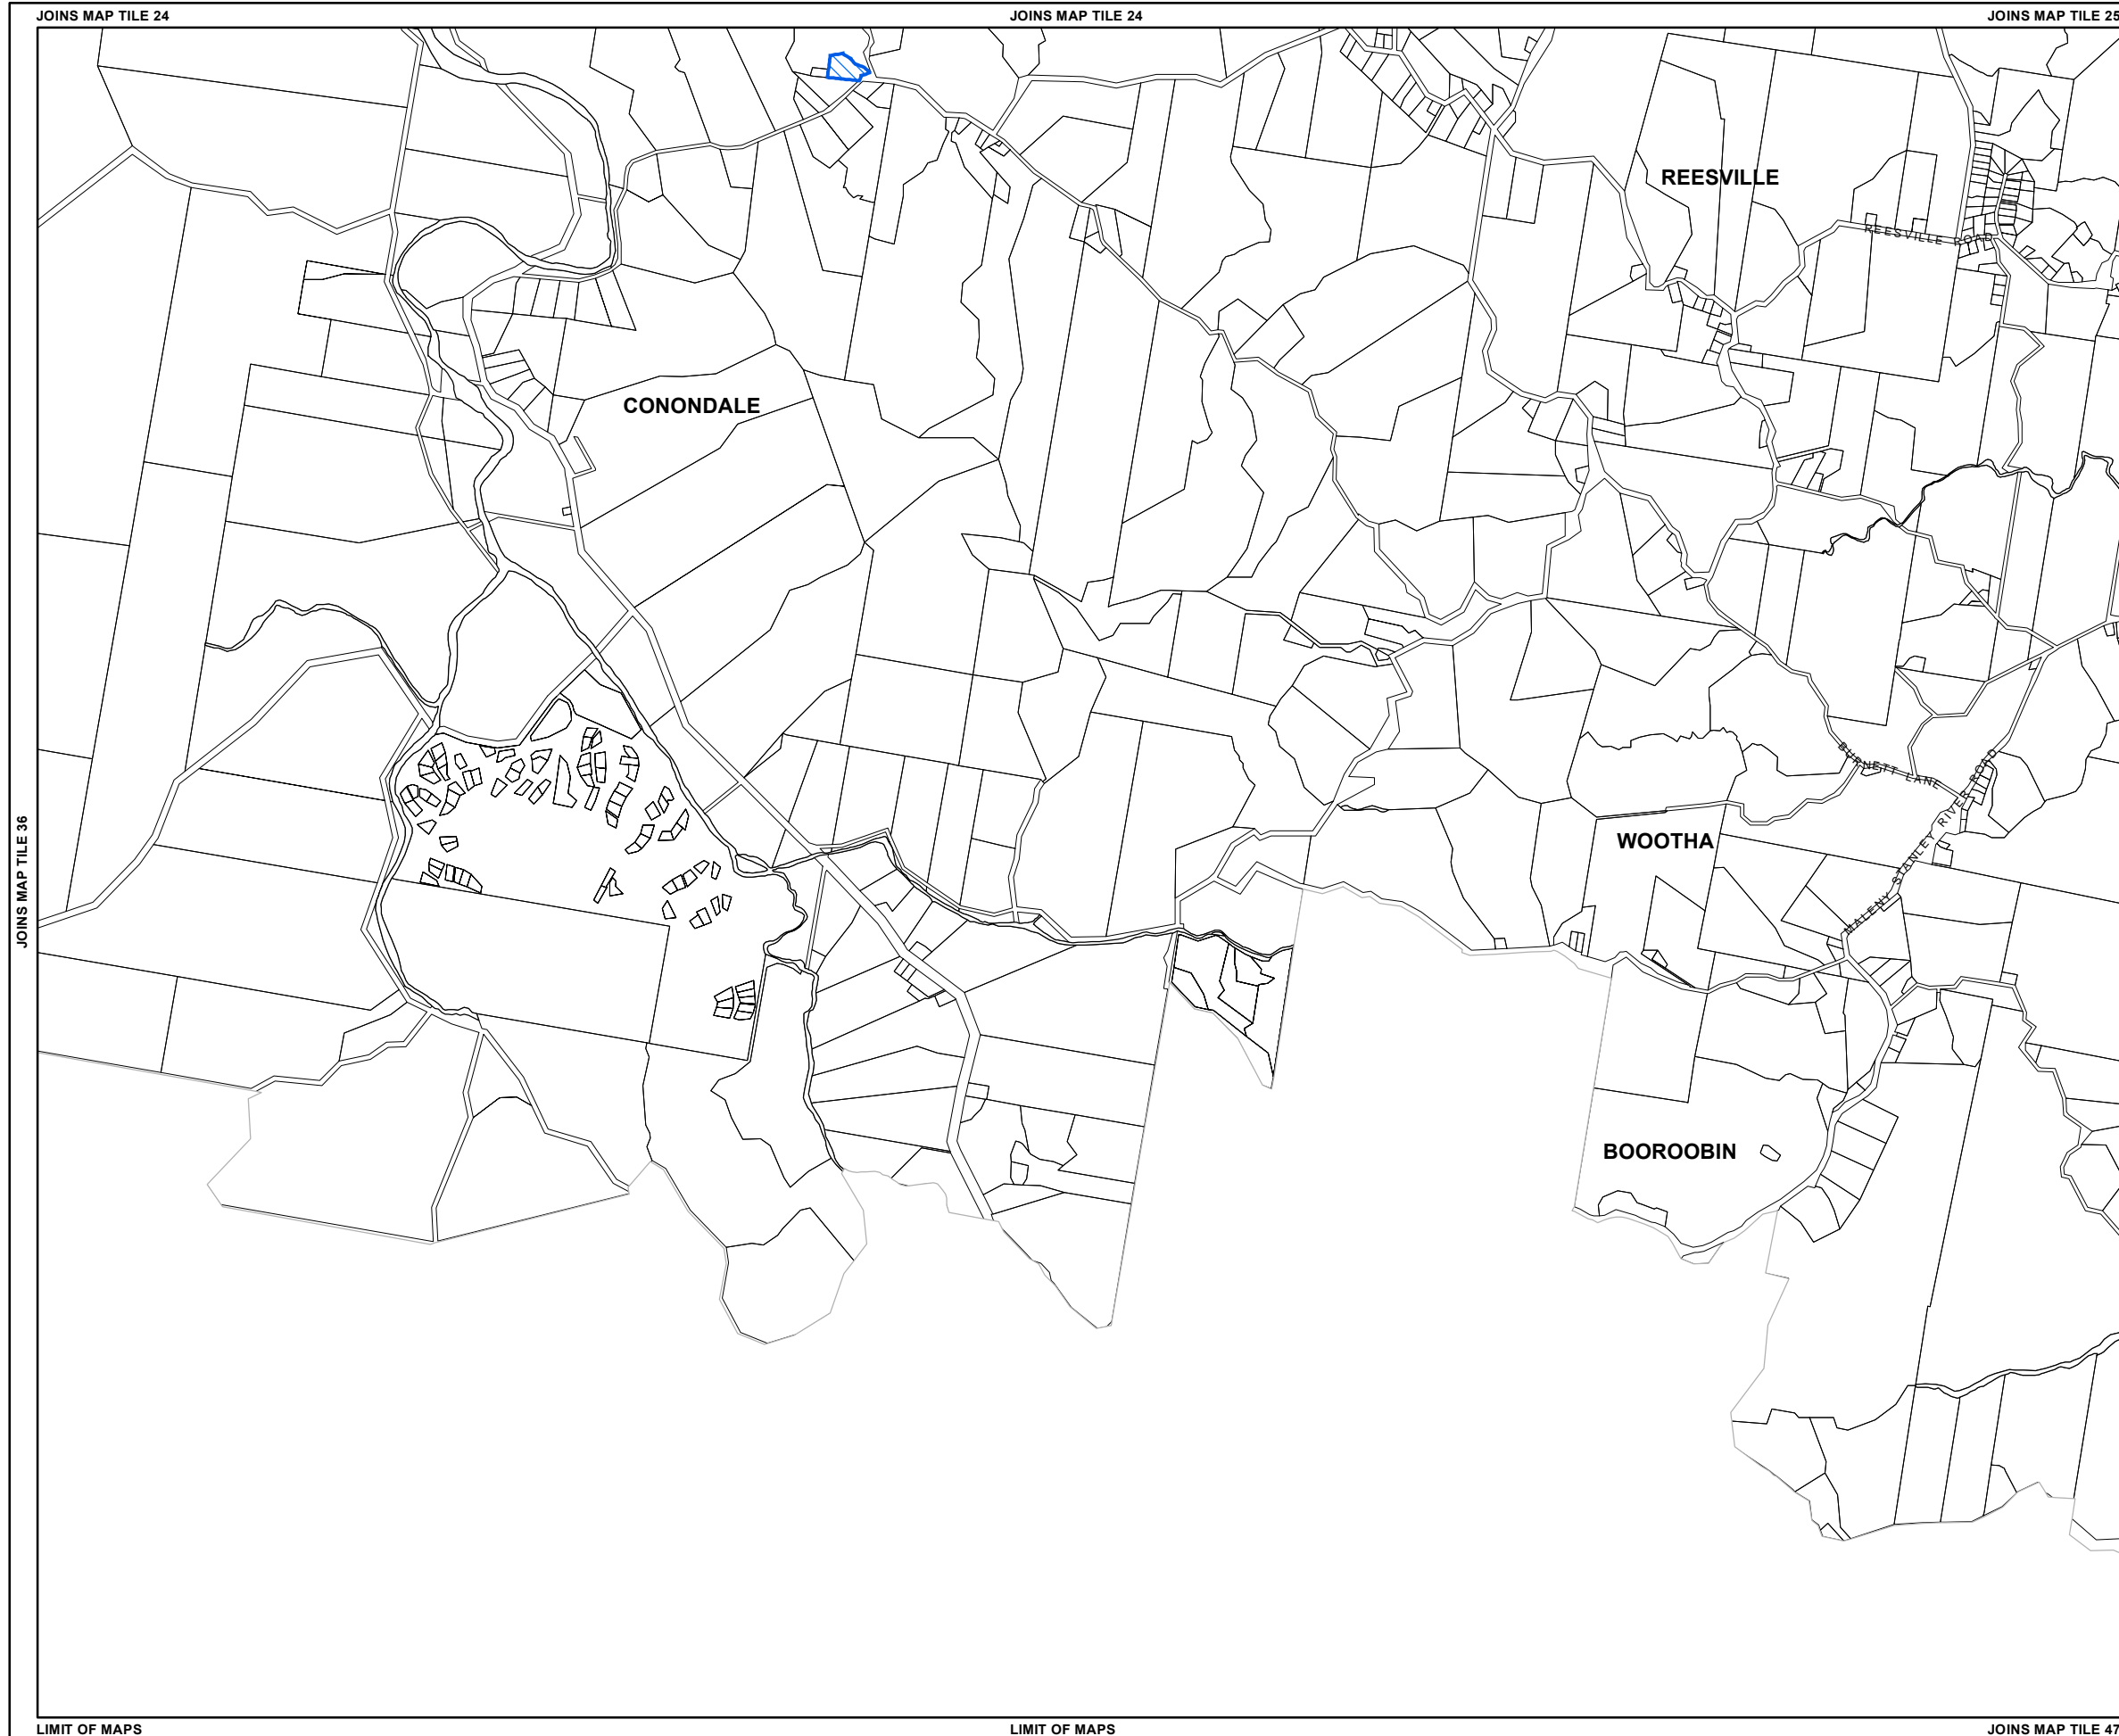 JOINS MAP TILE 24
JOINS MAP TILE 24
JOINS MAP TILE 25
REESVILLE
REESVILLE ROAD
CONONDALE
JOINS MAP TILE 36
BURNETT LANE
MALENY STANLEY RIVER ROAD
WOOTHA
BOOROOBIN
LIMIT OF MAPS
LIMIT OF MAPS
JOINS MAP TILE 47